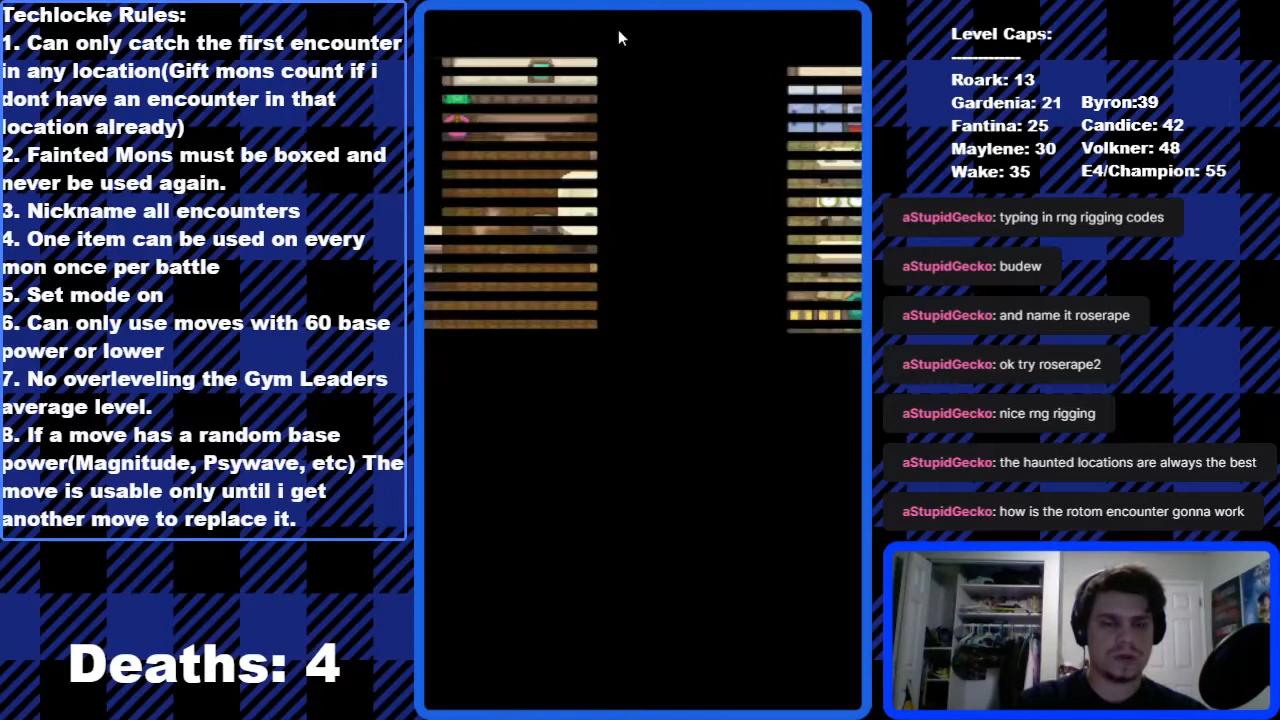 Techlocke Rules:
1. Can only catch the first encounter
in any location(Gift mons count if i
dont have an encounter in that
location already)
2. Fainted Mons must be boxed and
never be used again.
3. Nickname all encounters
4. One item can be used on every
mon once per battle
5. Set mode on
6. Can only use moves with 60 base
power or lower
7. No overleveling the Gym Leaders
average level.
8. If a move has a random base
power(Magnitude, Psywave, etc) The
move is usable only until i get
another move to replace it.
Deaths: 4
Level Caps:
-------------
Roark: 13
Gardenia: 21
Fantina: 25
Maylene: 30
Wake: 35
Byron:39
Candice: 42
Volkner: 48
E4/Champion: 55
aStupidGecko: typing in rng rigging codes
aStupidGecko: budew
aStupidGecko: and name it roserape
aStupidGecko: ok try roserape2
aStupidGecko: nice rng rigging
aStupidGecko: the haunted locations are always the best
aStupidGecko: how is the rotom encounter gonna work